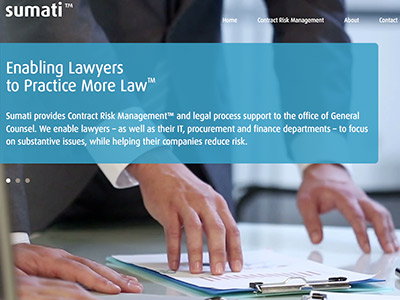 sumati™
Home Contract Risk Management About Contact
Enabling Lawyers
to Practice More Law™
Sumati provides Contract Risk Management™ and legal process support to the office of General
Counsel. We enable lawyers – as well as their IT, procurement and finance departments – to focus
on substantive issues, while helping their companies reduce risk.